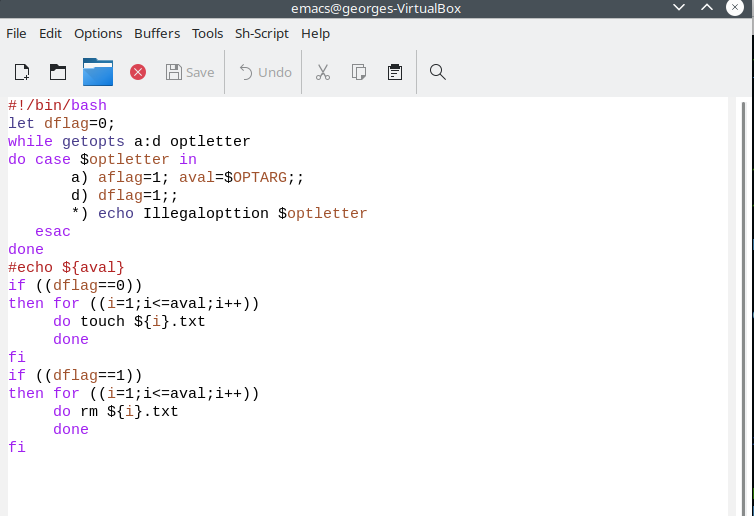 emacs@georges-VirtualBox
File Edit Options Buffers Tools Sh-Script Help
Save Undo
#!/bin/bash
let dflag=0;
while getopts a:d optletter
do case $optletter in
       a) aflag=1; aval=$OPTARG;;
       d) dflag=1;;
       *) echo Illegalopttion $optletter
   esac
done
#echo ${aval}
if ((dflag==0))
then for ((i=1;i<=aval;i++))
     do touch ${i}.txt
     done
fi
if ((dflag==1))
then for ((i=1;i<=aval;i++))
     do rm ${i}.txt
     done
fi